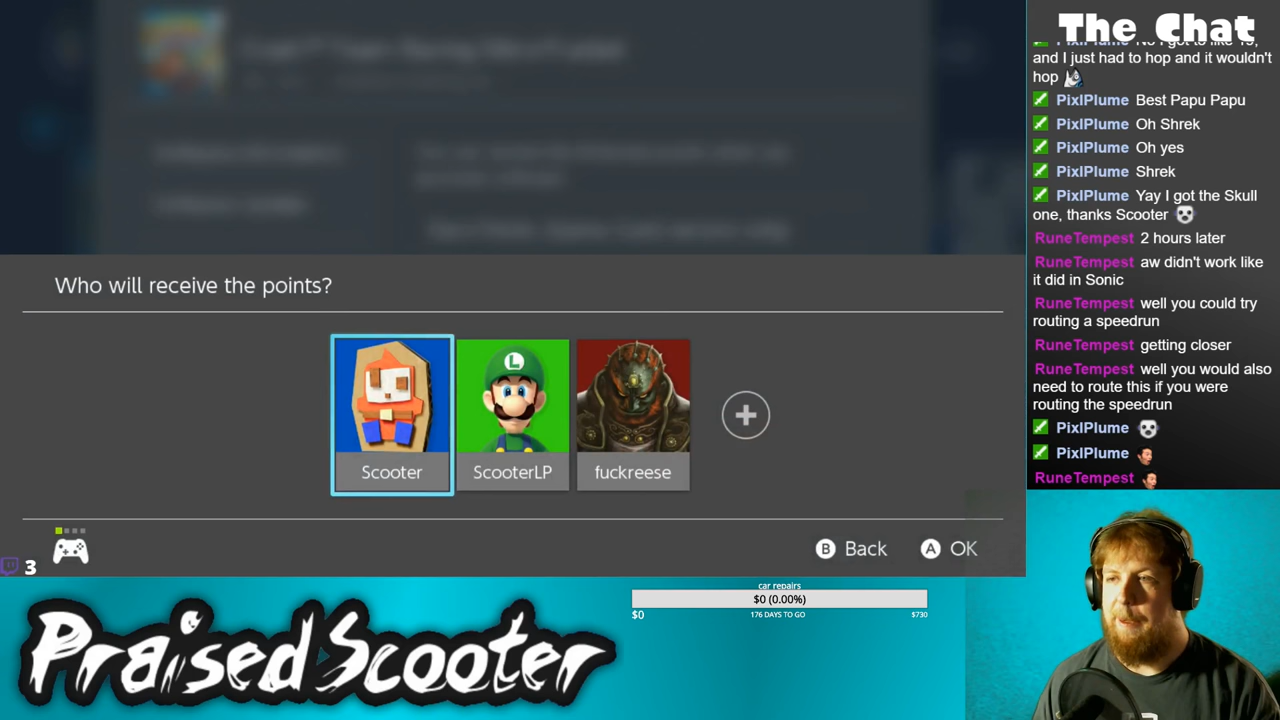 Who will receive the points?
L
Scooter
ScooterLP
fuckreese
B Back
A OK
3
PraisedScooter
car repairs
$0 (0.00%)
$0
176 DAYS TO GO
$730
The Chat
and I just had to hop and it wouldn't
hop
PixlPlume Best Papu Papu
PixlPlume Oh Shrek
PixlPlume Oh yes
PixlPlume Shrek
PixlPlume Yay I got the Skull
one, thanks Scooter
RuneTempest 2 hours later
RuneTempest aw didn't work like
it did in Sonic
RuneTempest well you could try
routing a speedrun
RuneTempest getting closer
RuneTempest well you would also
need to route this if you were
routing the speedrun
PixlPlume
PixlPlume
RuneTempest